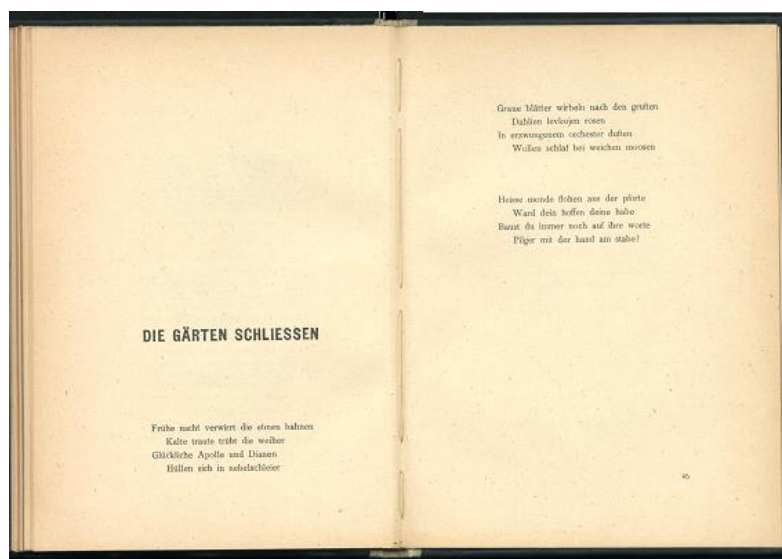 DIE GÄRTEN SCHLIESSEN
Frühe nacht verwirrt die ebnen bahnen
Kalte traufe trübt die weiher
Glückliche Apolle und Dianen
Hüllen sich in nebelschleier
Graue blätter wirbeln nach den gruften
Dahlien levkojen rosen
In erzwungenem orchester duften
Wollen schlaf bei weichen moosen
Heisse monde flohen aus der pforte
Ward dein hoffen deine habe
Baust du immer noch auf ihre worte
Pilger mit der hand am stabe?